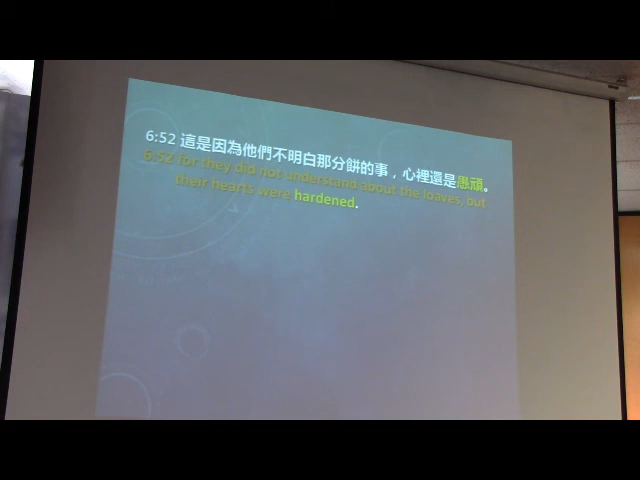 6:52 這是因為他們不明白那分餅的事，心裡還是愚頑。
6:52 for they did not understand about the loaves, but
their hearts were hardened.